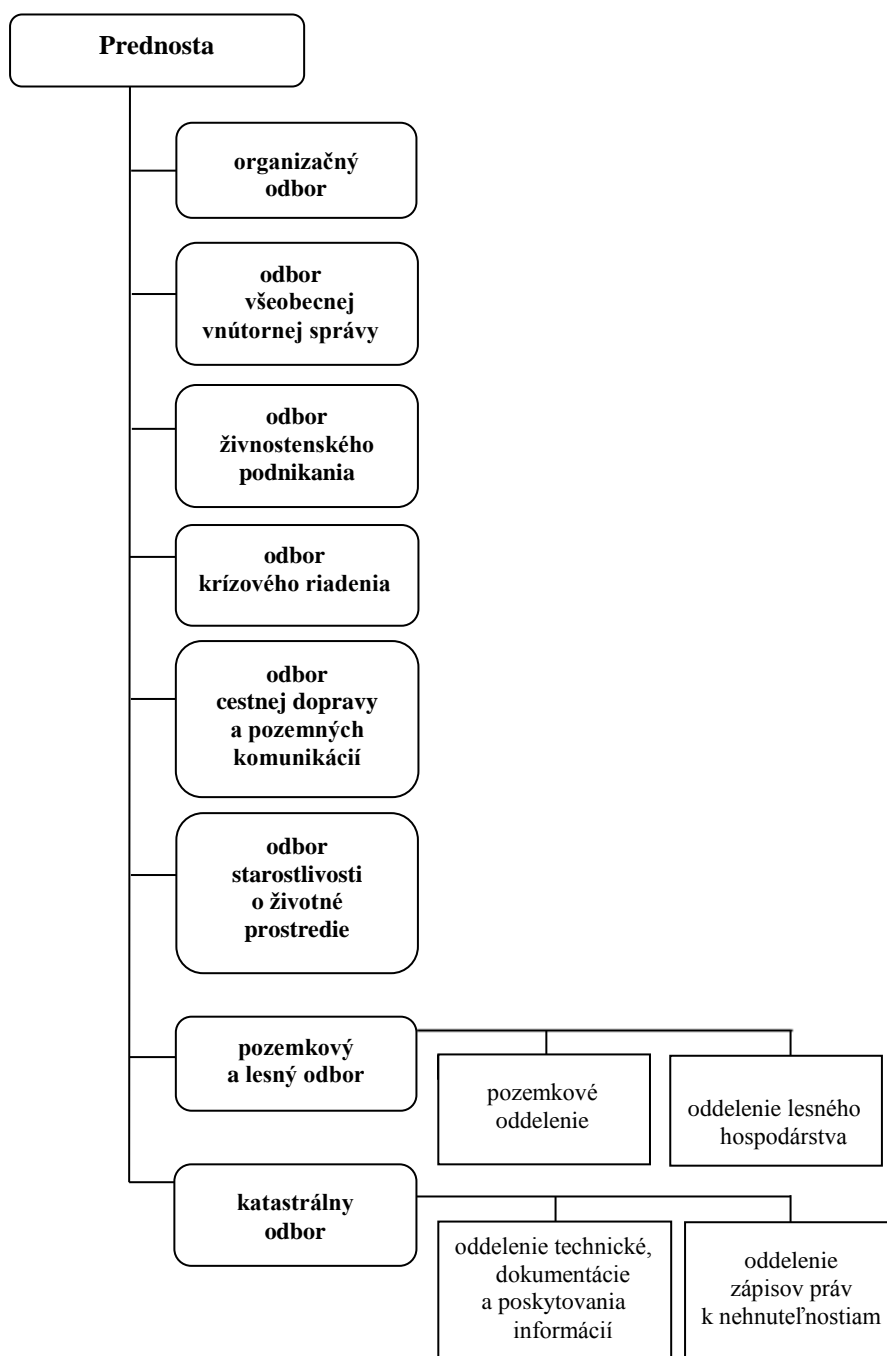 Prednosta
organizačný
odbor
odbor
všeobecnej
vnútornej správy
odbor
živnostenského
podnikania
odbor
krízového riadenia
odbor
cestnej dopravy
a pozemných
komunikácií
odbor
starostlivosti
o životné
prostredie
pozemkový
a lesný odbor
pozemkové
oddelenie
oddelenie lesného
hospodárstva
katastrálny
odbor
oddelenie technické,
dokumentácie
a poskytovania
informácií
oddelenie
zápisov práv
k nehnuteľnostiam